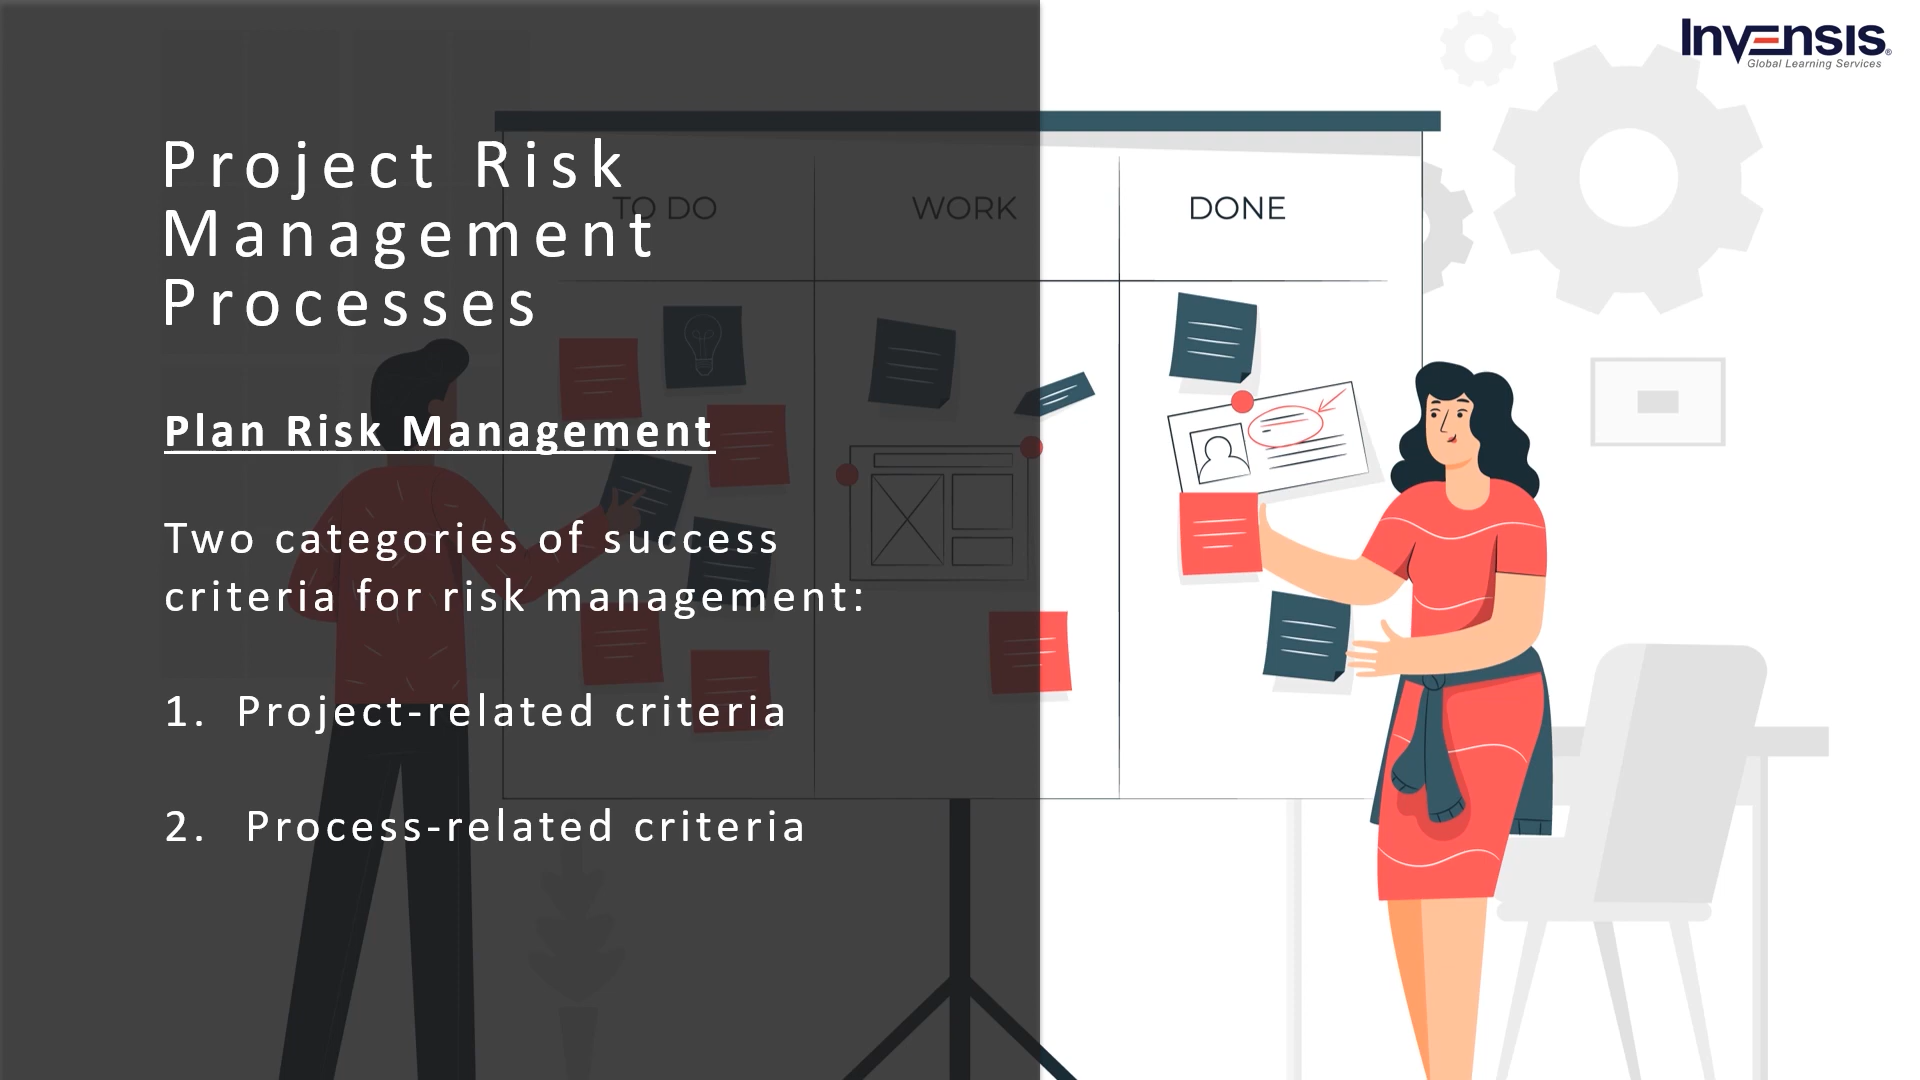 Invensis®
Global Learning Services
Project Risk
Management
Processes
TO DO
WORK
DONE
Plan Risk Management
Two categories of success
criteria for risk management:
1. Project-related criteria
2. Process-related criteria